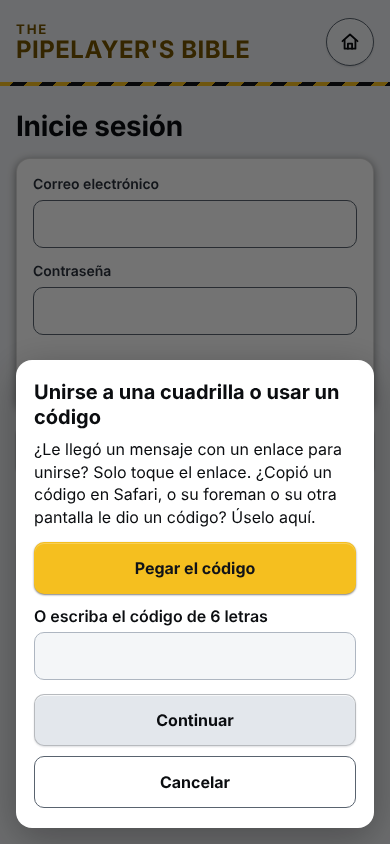 THE
PIPELAYER'S BIBLE
Inicie sesión
Correo electrónico
Contraseña
Unirse a una cuadrilla o usar un
código
¿Le llegó un mensaje con un enlace para
unirse? Solo toque el enlace. ¿Copió un
código en Safari, o su foreman o su otra
pantalla le dio un código? Úselo aquí.
Pegar el código
O escriba el código de 6 letras
Continuar
Cancelar